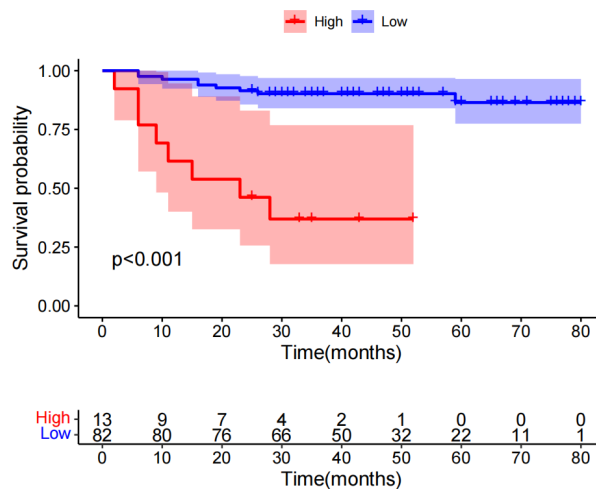 High Low
1.00
0.75
0.50
0.25
0.00
Survival probability
p<0.001
0 10 20 30 40 50 60 70 80
Time(months)
High 13 9 7 4 2 1 0 0 0
Low 82 80 76 66 50 32 22 11 1
0 10 20 30 40 50 60 70 80
Time(months)